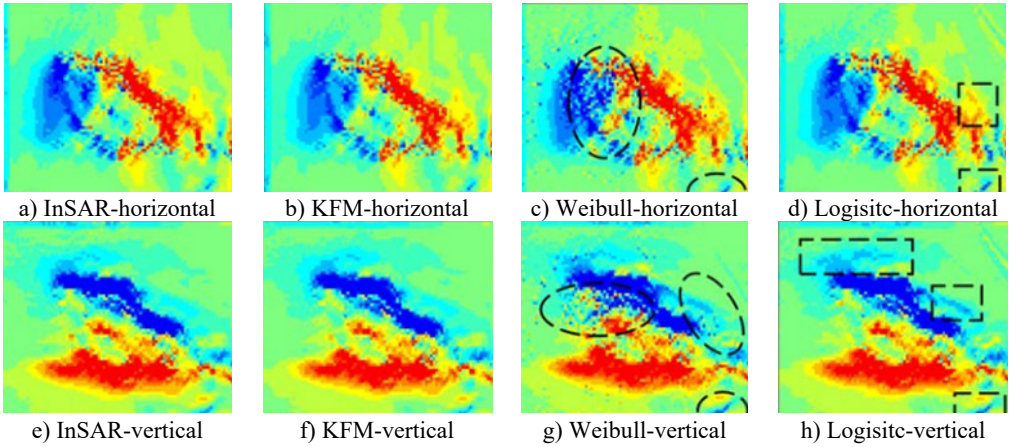 a) InSAR-horizontal b) KFM-horizontal c) Weibull-horizontal d) Logisitc-horizontal
e) InSAR-vertical f) KFM-vertical g) Weibull-vertical h) Logisitc-vertical